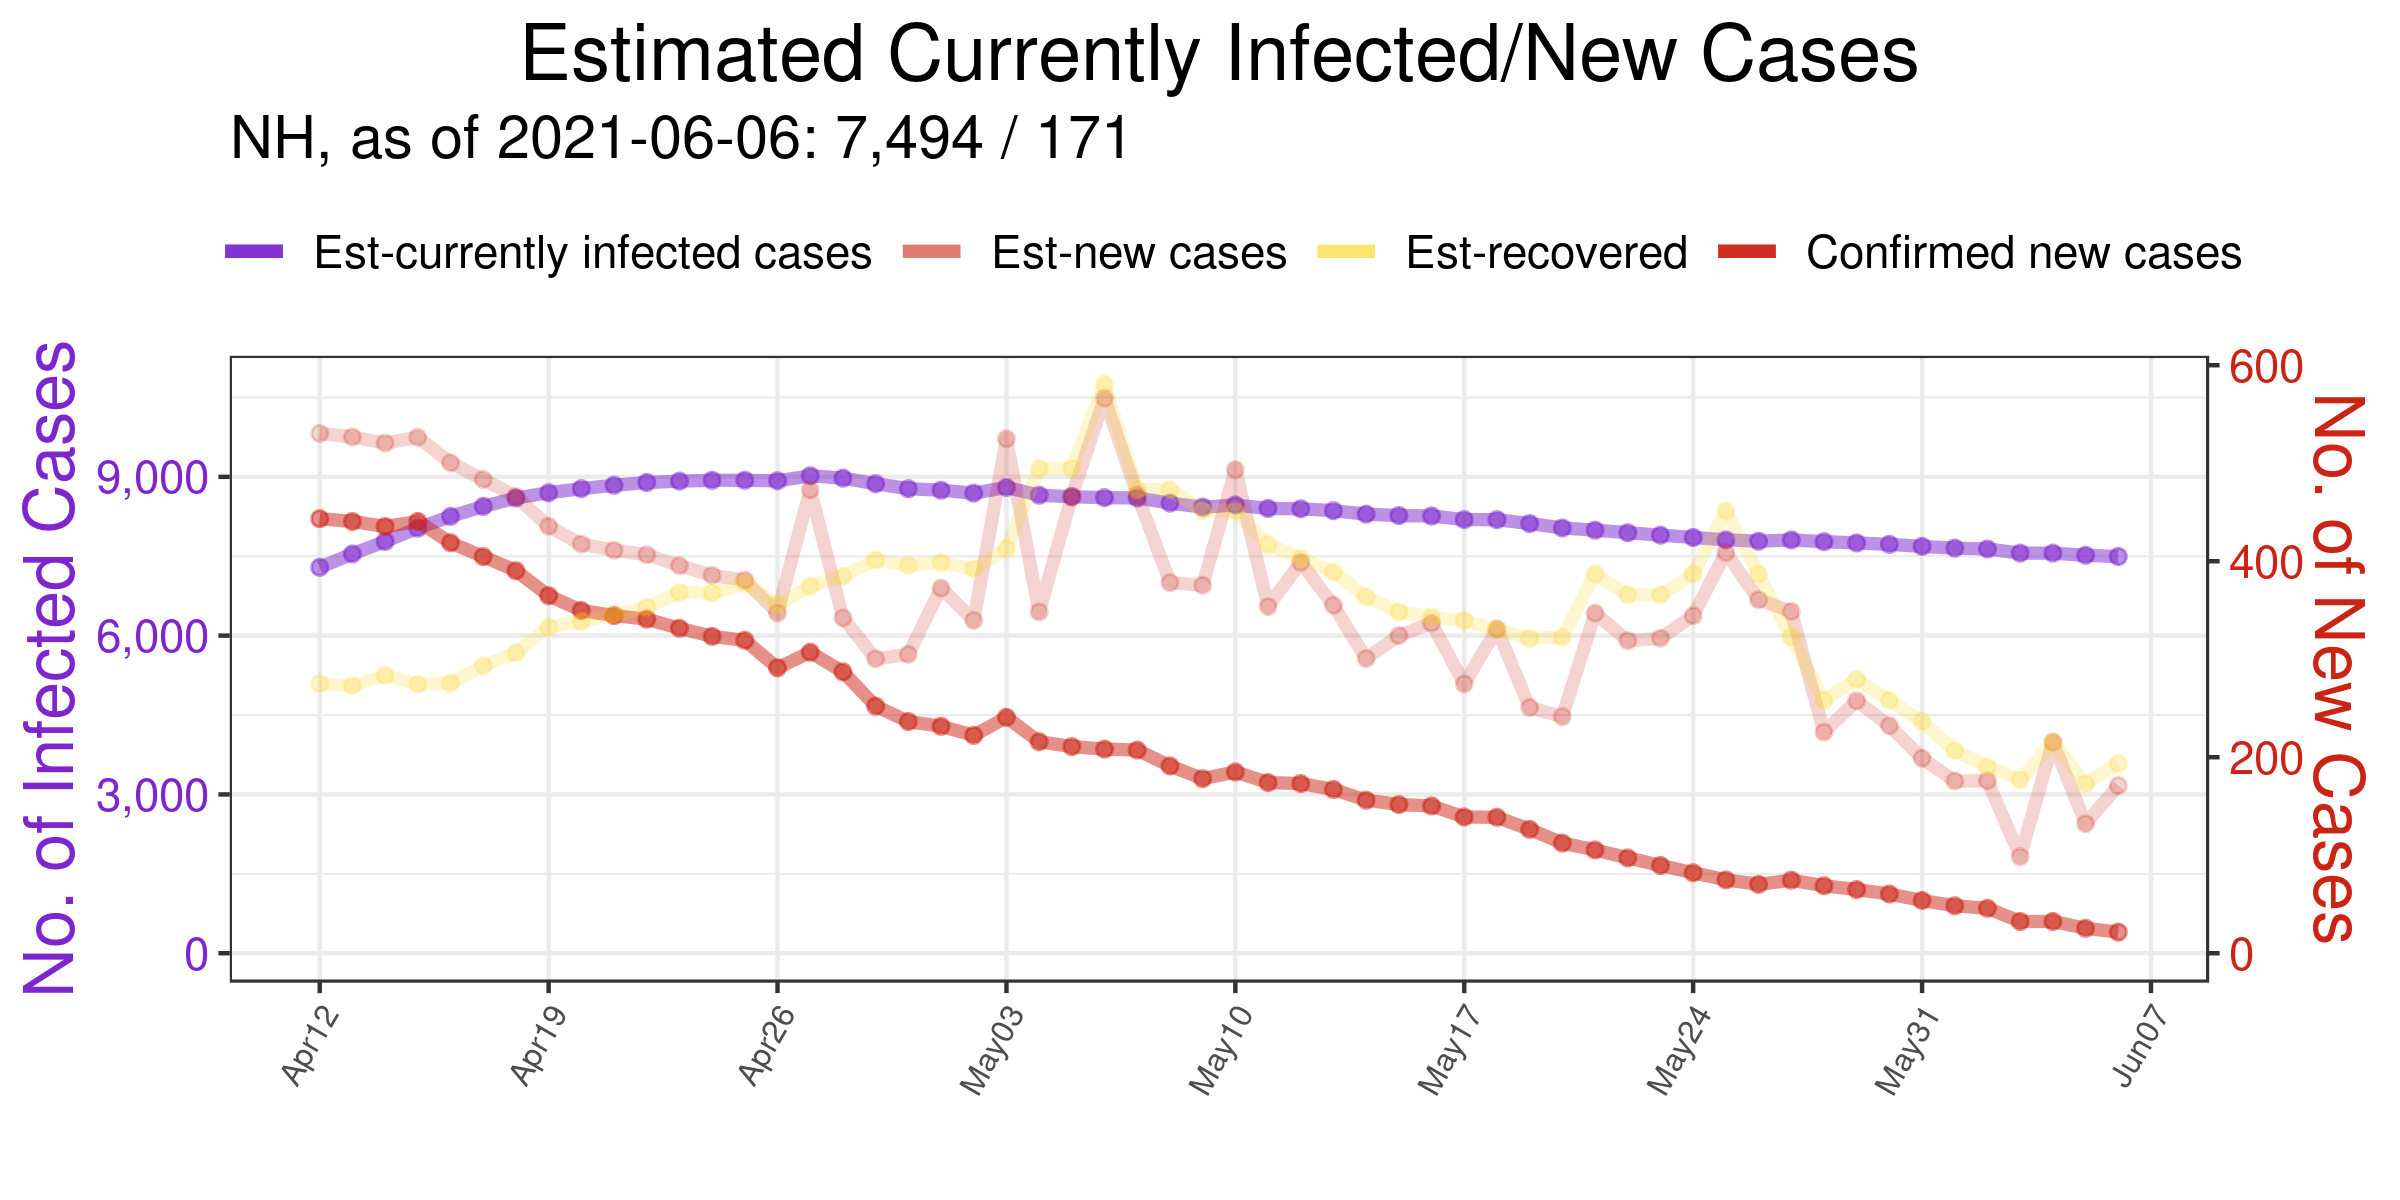 Estimated Currently Infected/New Cases
NH, as of 2021-06-06: 7,494 / 171
Est-currently infected cases Est-new cases Est-recovered Confirmed new cases
No. of Infected Cases
9,000
6,000
3,000
0
600
400
200
0
No. of New Cases
Apr12 Apr19 Apr26 May03 May10 May17 May24 May31 Jun07